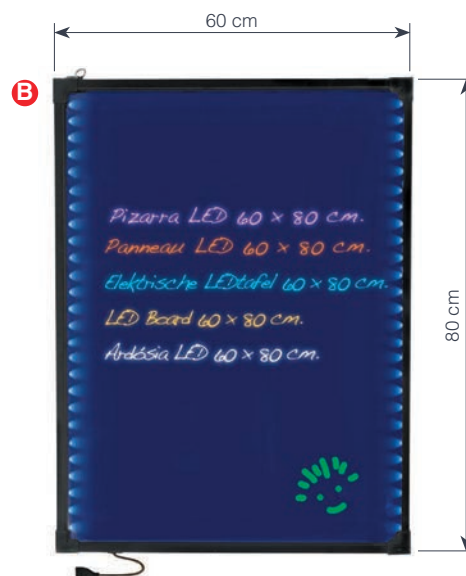 60 cm
B
Pizarra LED 60 x 80 cm.
Panneau LED 60 x 80 cm.
Elektrische LEDtafel 60 x 80 cm.
LED Board 60 x 80 cm.
Ardósia LED 60 x 80 cm.
80 cm